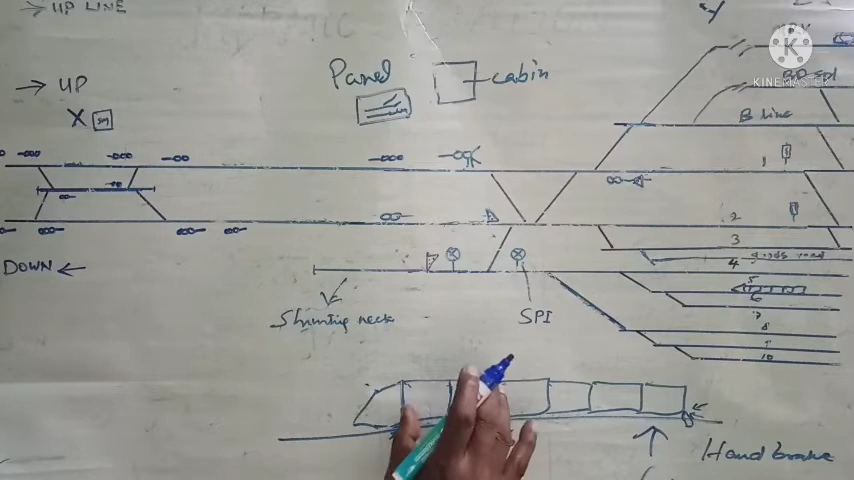 UP LINE
UP
X SM
Panel
cabin
KINEMASTER
B line
1
2
3
goods road
4
5
6
7
8
9
10
DOWN
Shunting neck
SPI
Hand brake